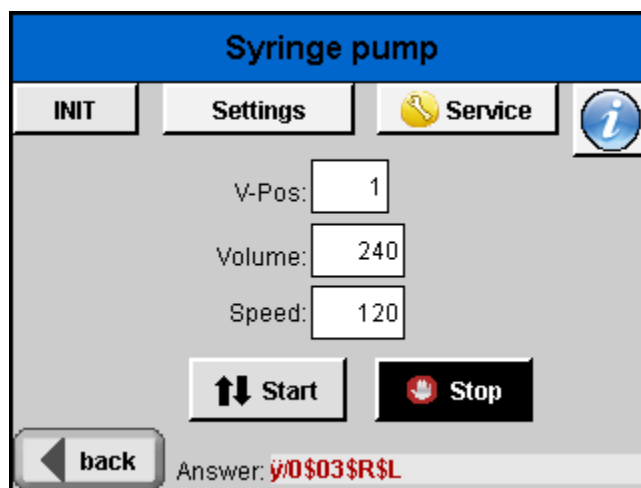 Syringe pump
INIT Settings Service i
V-Pos: 1
Volume: 240
Speed: 120
Start Stop
back Answer: ÿ/0$03$R$L